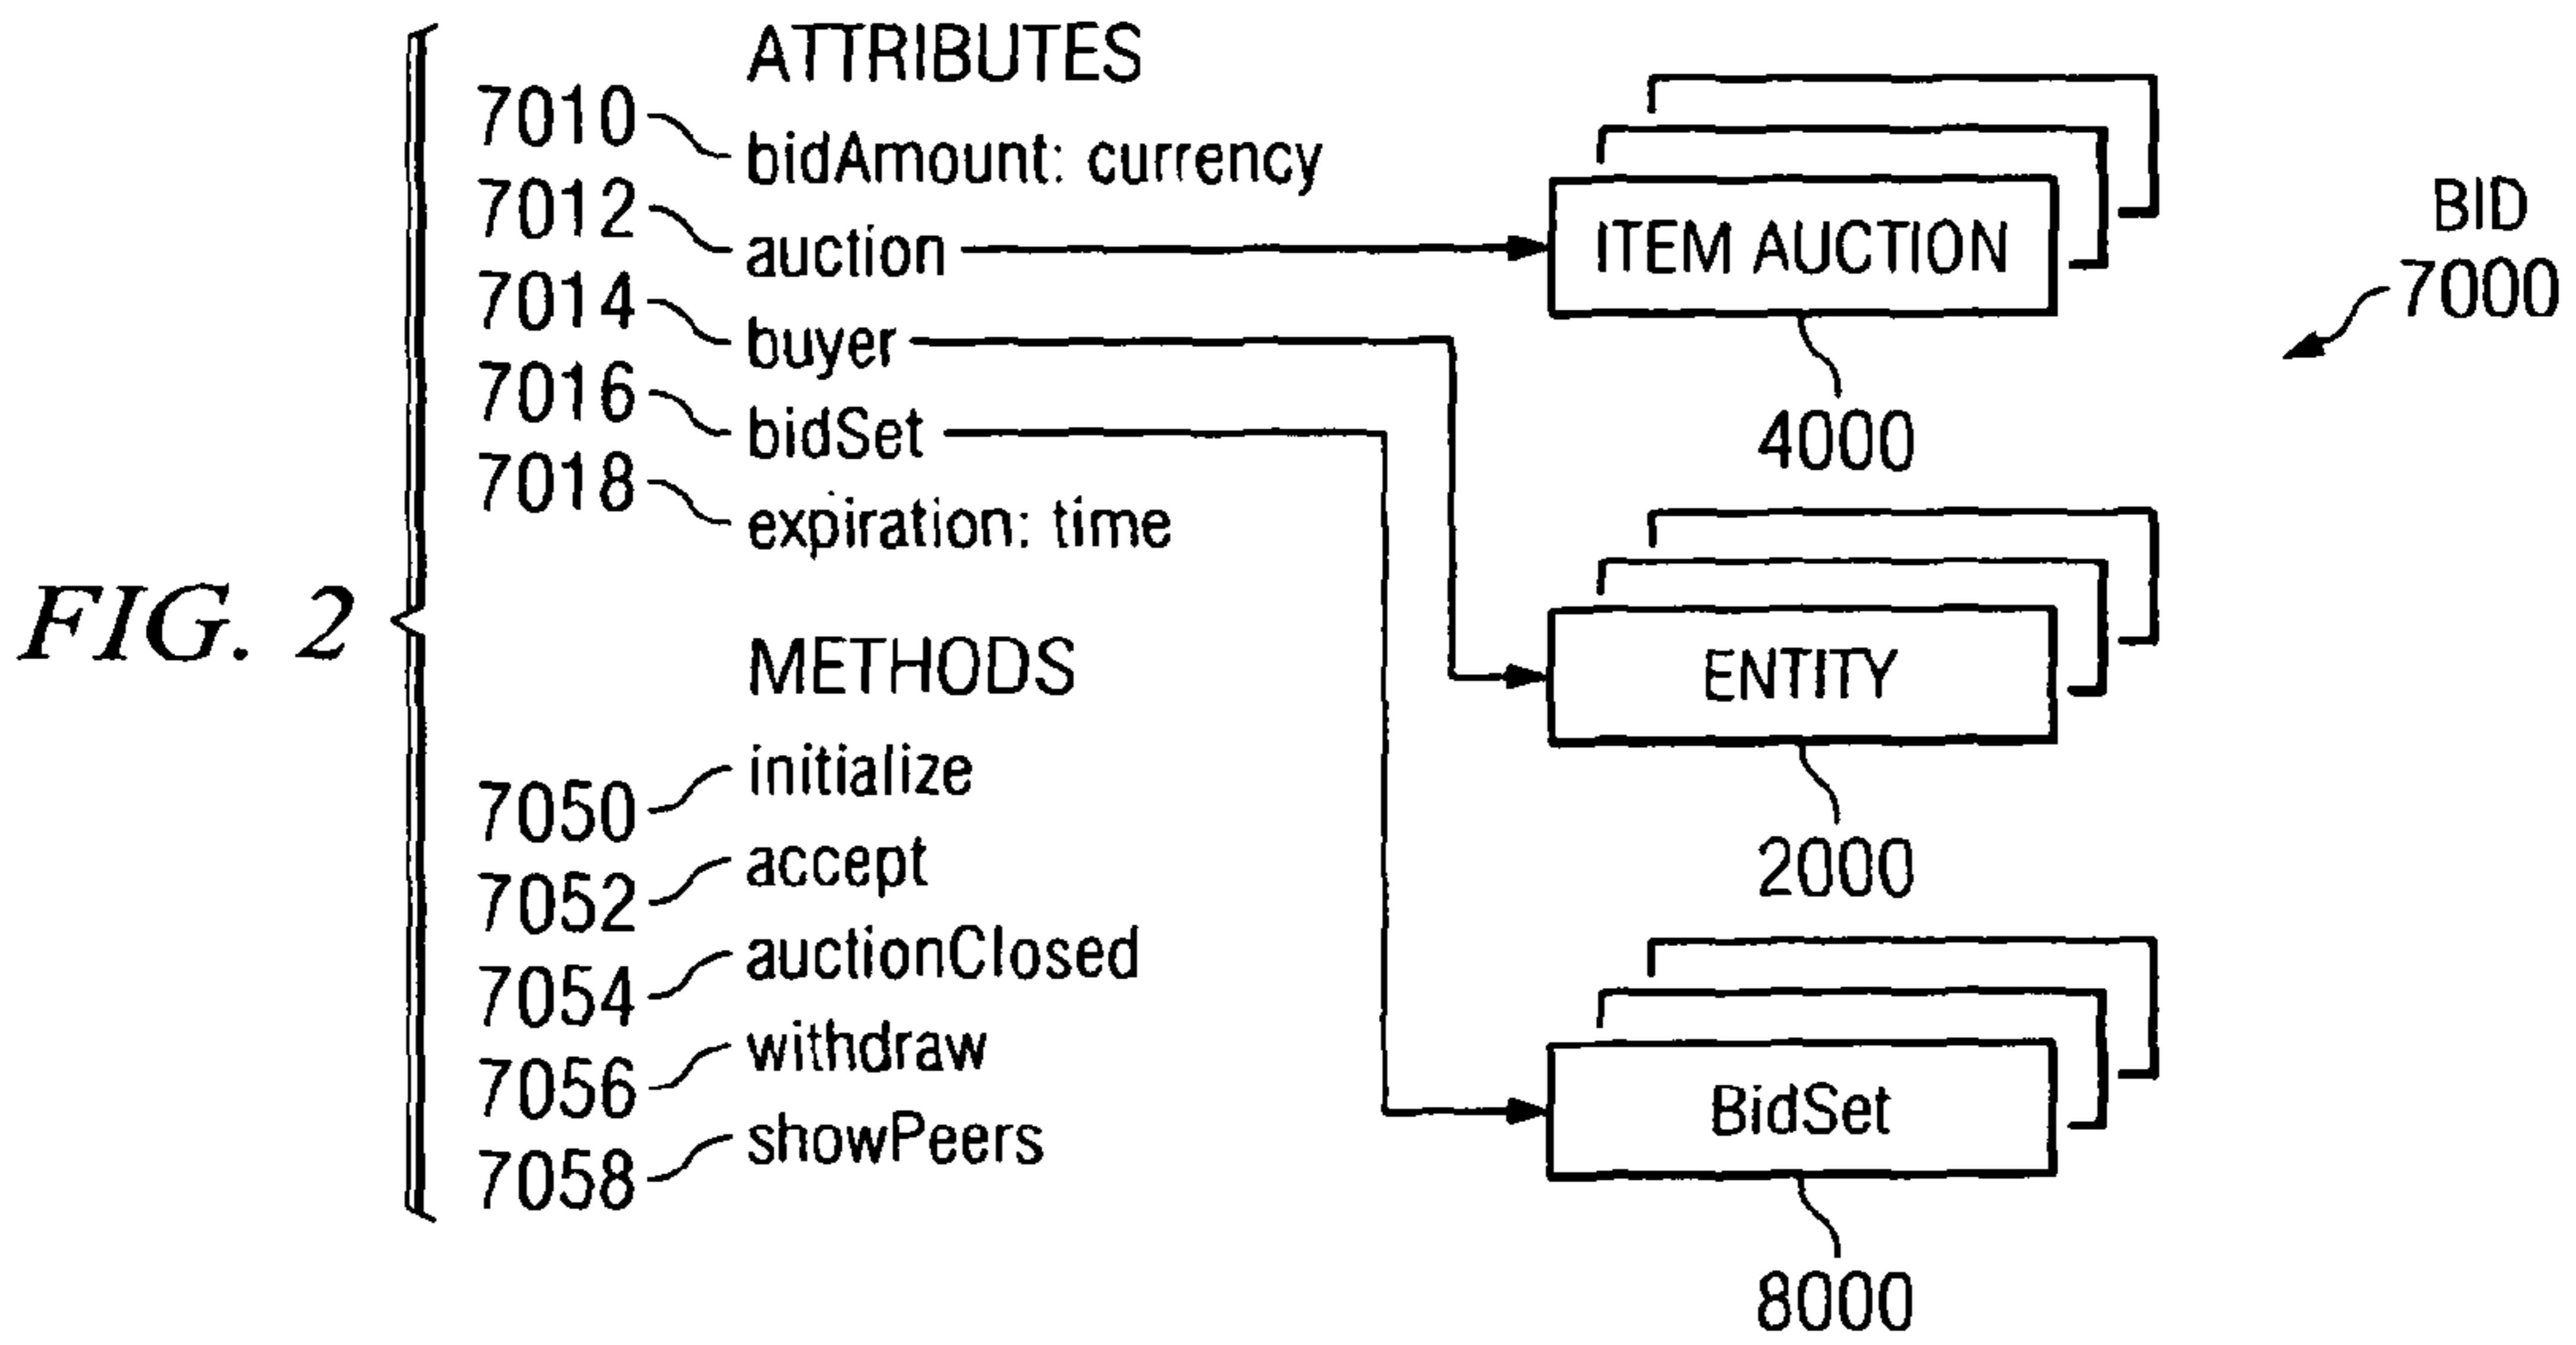 ATTRIBUTES
7010 bidAmount: currency
7012 auction
7014 buyer
7016 bidSet
7018 expiration: time
FIG. 2
METHODS
7050 initialize
7052 accept
7054 auctionClosed
7056 withdraw
7058 showPeers
ITEM AUCTION
4000
ENTITY
2000
BidSet
8000
BID
7000